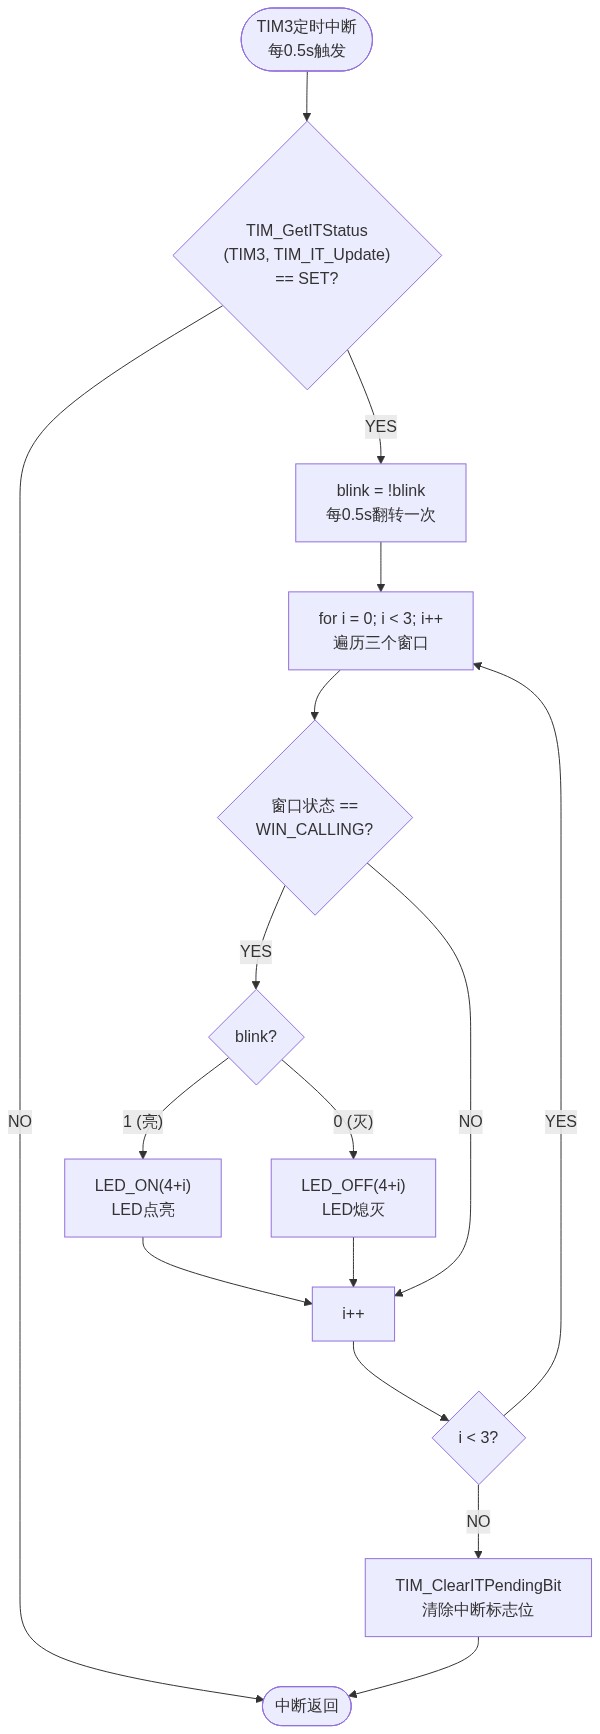 TIM3定时中断
每0.5s触发
TIM_GetITStatus
(TIM3, TIM_IT_Update)
== SET?
YES
blink = !blink
每0.5s翻转一次
for i = 0; i < 3; i++
遍历三个窗口
窗口状态 ==
WIN_CALLING?
YES
blink?
NO
1 (亮)
0 (灭)
NO
YES
LED_ON(4+i)
LED点亮
LED_OFF(4+i)
LED熄灭
i++
i < 3?
NO
TIM_ClearITPendingBit
清除中断标志位
中断返回